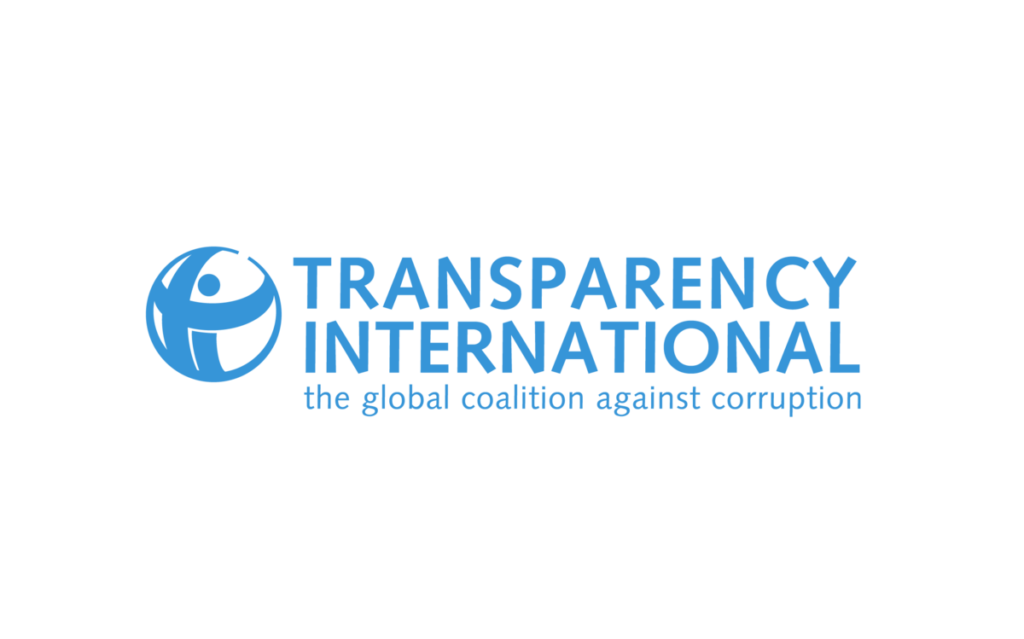 TRANSPARENCY
INTERNATIONAL
the global coalition against corruption